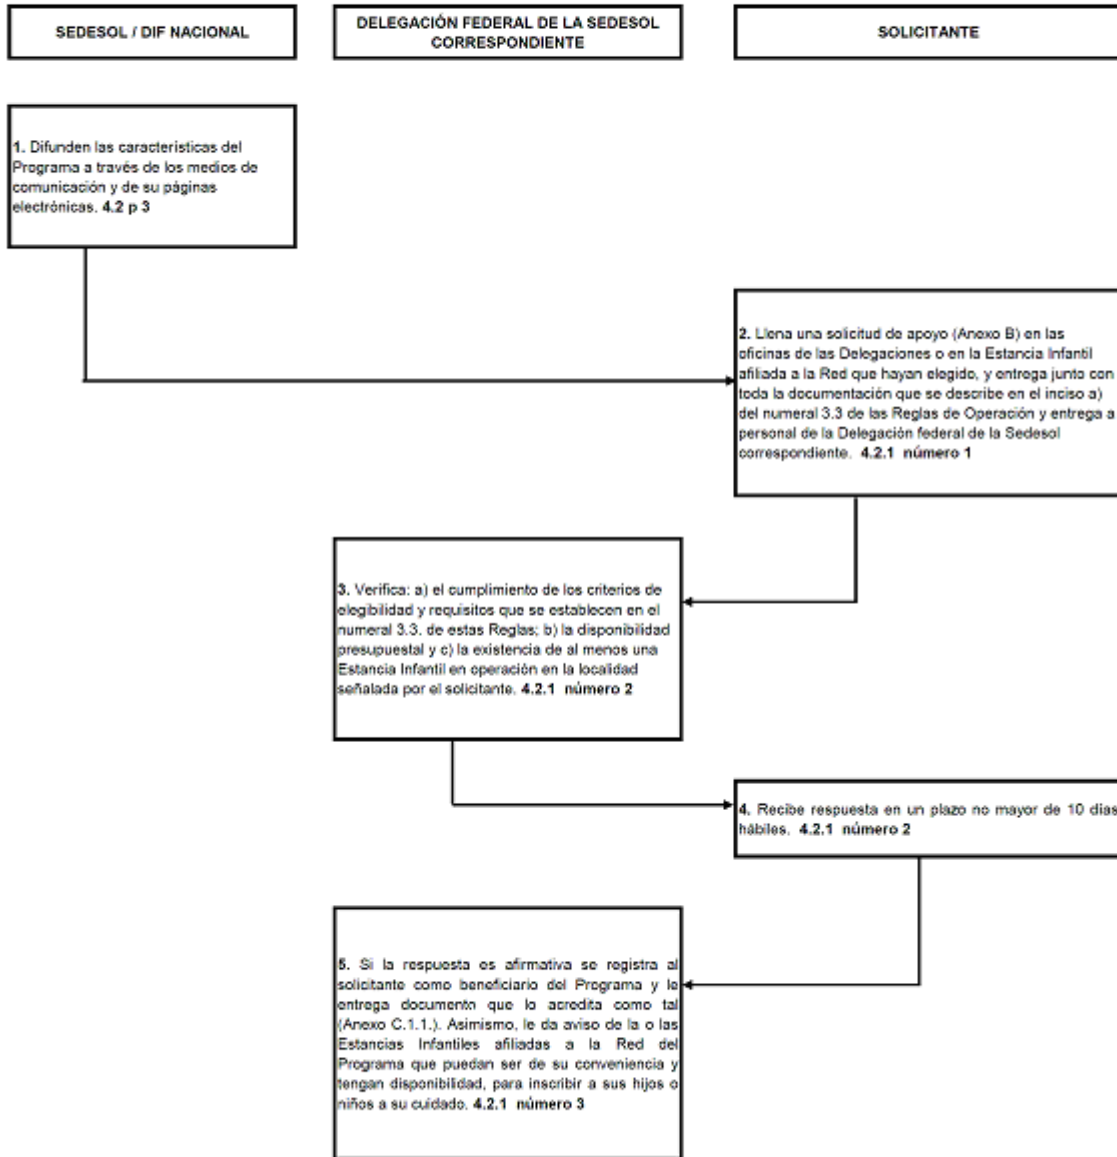 SEDESOL / DIF NACIONAL
DELEGACIÓN FEDERAL DE LA SEDESOL
CORRESPONDIENTE
SOLICITANTE
1. Difunden las características del
Programa a través de los medios de
comunicación y de su páginas
electrónicas. 4.2 p 3
2. Llena una solicitud de apoyo (Anexo B) en las
oficinas de las Delegaciones o en la Estancia Infantil
afiliada a la Red que hayan elegido, y entrega junto con
toda la documentación que se describe en el inciso a)
del numeral 3.3 de las Reglas de Operación y entrega a
personal de la Delegación federal de la Sedesol
correspondiente. 4.2.1 número 1
3. Verifica: a) el cumplimiento de los criterios de
elegibilidad y requisitos que se establecen en el
numeral 3.3. de estas Reglas; b) la disponibilidad
presupuestal y c) la existencia de al menos una
Estancia Infantil en operación en la localidad
señalada por el solicitante. 4.2.1 número 2
4. Recibe respuesta en un plazo no mayor de 10 días
hábiles. 4.2.1 número 2
5. Si la respuesta es afirmativa se registra al
solicitante como beneficiario del Programa y le
entrega documento que lo acredita como tal
(Anexo C.1.1.). Asimismo, le da aviso de la o las
Estancias Infantiles afiliadas a la Red del
Programa que puedan ser de su conveniencia y
tengan disponibilidad, para inscribir a sus hijos o
niños a su cuidado. 4.2.1 número 3